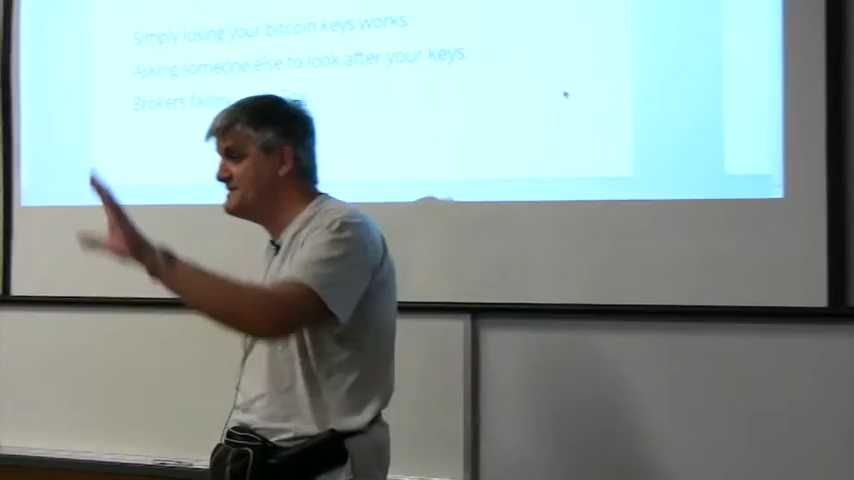 Simply losing your bitcoin keys works.
Asking someone else to look after your keys.
Brokers